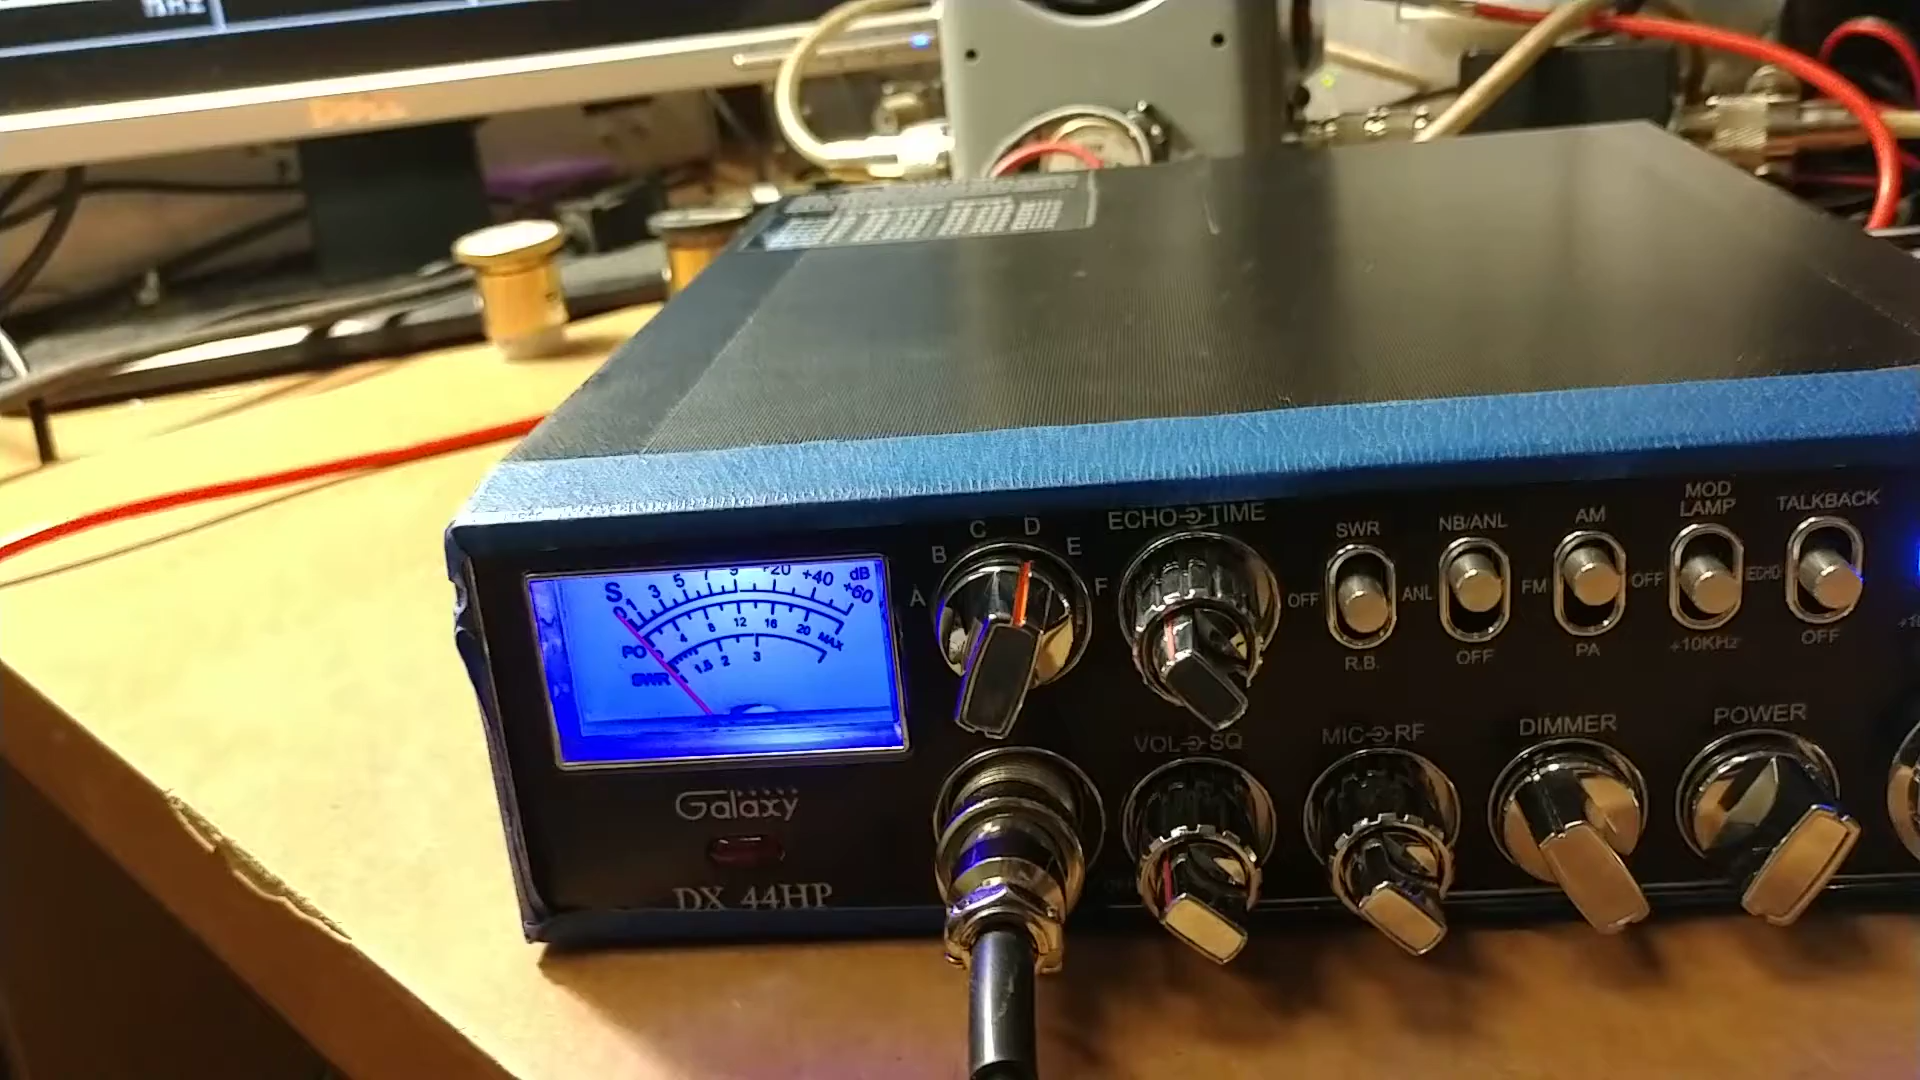 MHz
DELL
S 1 3 5 7 9 +20 +40 +60 dB
PO 4 8 12 16 20 MAX
SWR 1.5 2 3
A B C D E F
ECHO TIME
SWR
OFF
R.B.
NB/ANL
ANL
OFF
AM
FM
PA
MOD
LAMP
OFF
+10KHz
TALKBACK
ECHO
OFF
VOL SQ
MIC RF
DIMMER
POWER
Galaxy
DX 44HP